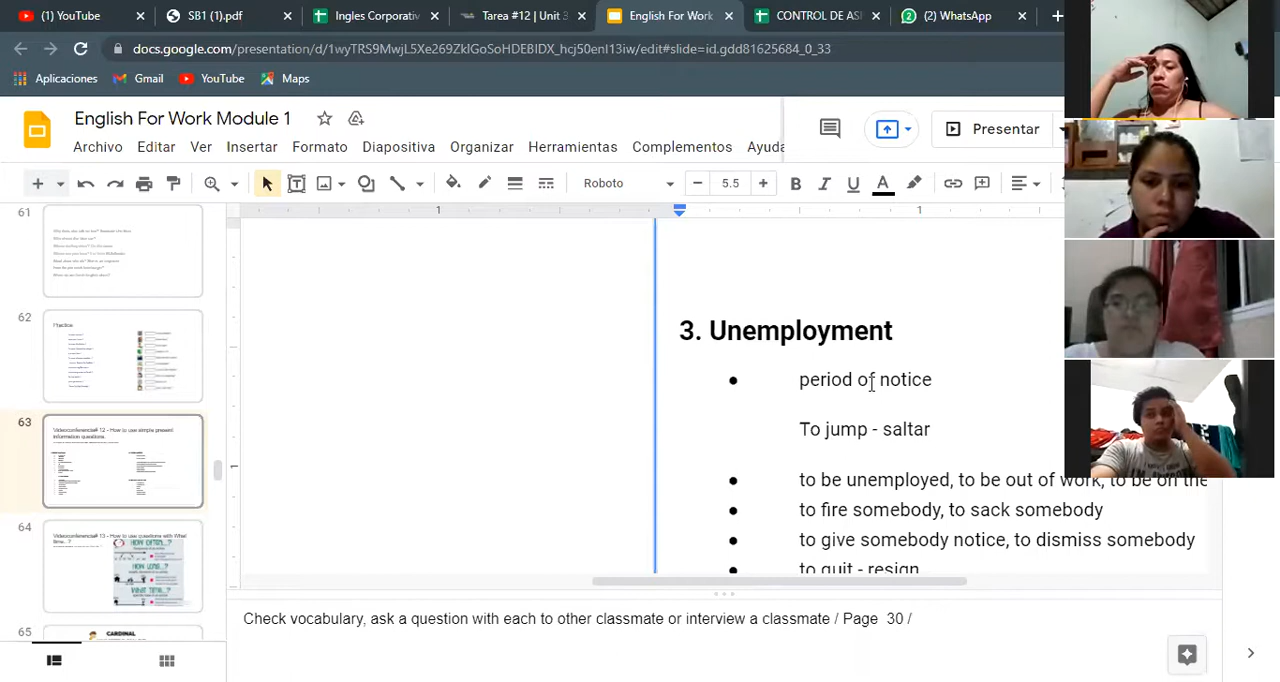 (1) YouTube
SB1 (1).pdf
Ingles Corporativ
Tarea #12 | Unit 3
English For Work
CONTROL DE AS
(2) WhatsApp
docs.google.com/presentation/d/1wyTRS9MwjL5Xe269ZklGoSoHDEBIDX_hcj50enI13iw/edit#slide=id.gdd81625684_0_33
Aplicaciones
Gmail
YouTube
Maps
English For Work Module 1
Presentar
Archivo Editar Ver Insertar Formato Diapositiva Organizar Herramientas Complementos Ayuda
Roboto
5.5
1 1
61
62
Practice
63
Videoconferencia# 12 - How to use simple present
information questions.
64
Videoconferencia# 13 - How to use questions with What
time...?
HOW OFTEN...?
HOW LONG...?
WHAT TIME...?
65
CARDINAL
3. Unemployment
period of notice
To jump - saltar
to be unemployed, to be out of work, to be on the
to fire somebody, to sack somebody
to give somebody notice, to dismiss somebody
to quit - resign
Check vocabulary, ask a question with each to other classmate or interview a classmate / Page 30 /